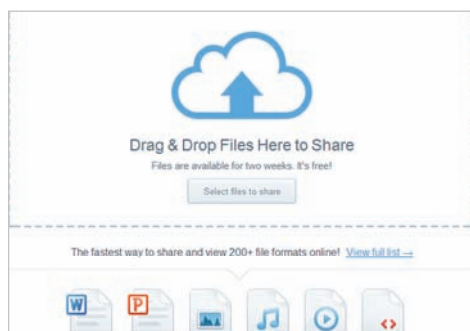 Drag & Drop Files Here to Share
Files are available for two weeks. It's free!
Select files to share
The fastest way to share and view 200+ file formats online! View full list →
W P